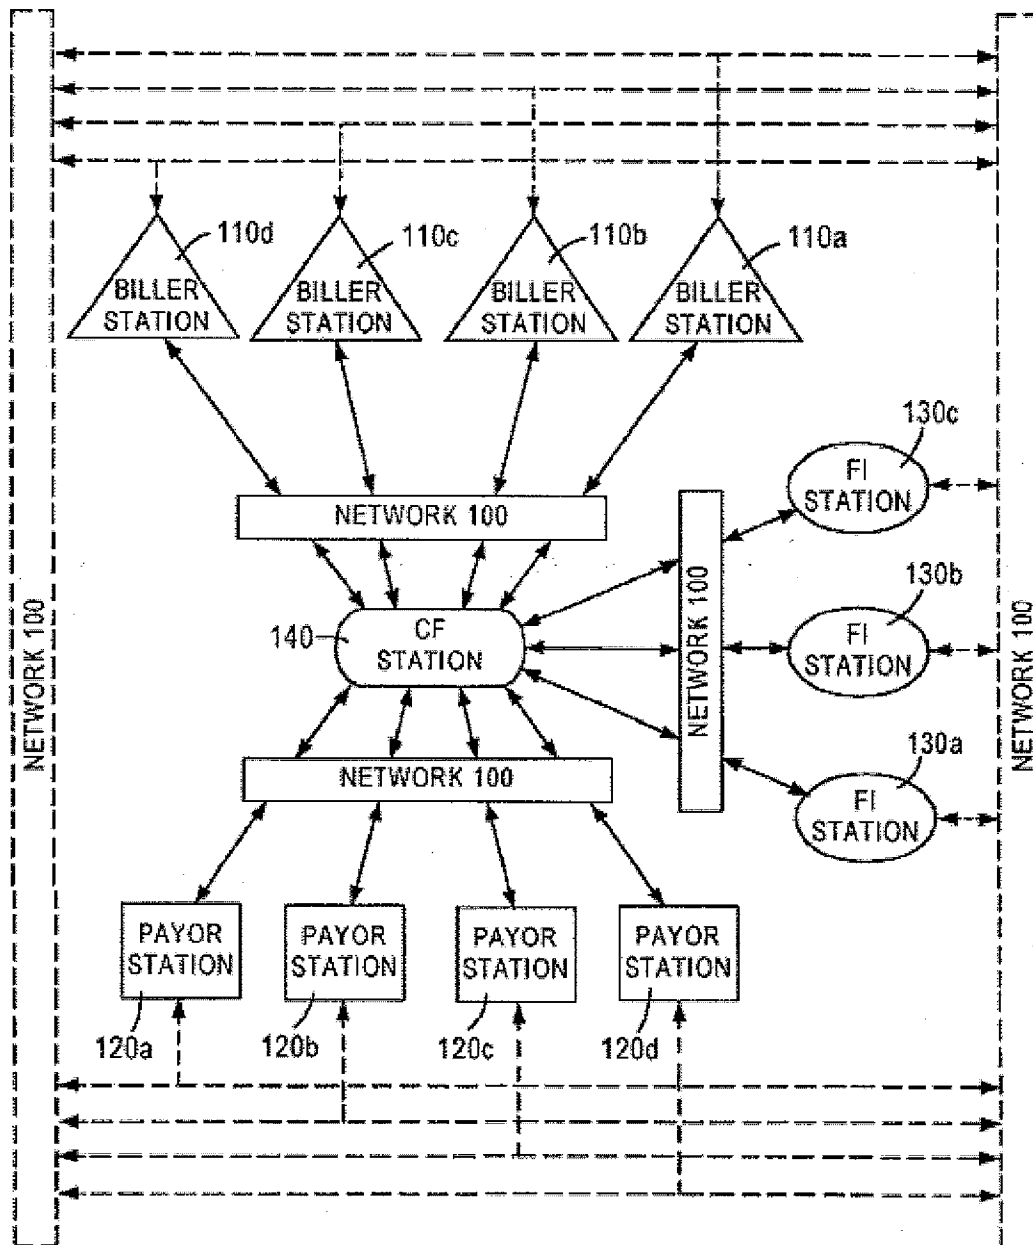 110d
110c
110b
110a
BILLER
STATION
BILLER
STATION
BILLER
STATION
BILLER
STATION
130c
FI
STATION
NETWORK 100
NETWORK 100
130b
FI
STATION
140
CF
STATION
NETWORK 100
NETWORK 100
NETWORK 100
130a
FI
STATION
NETWORK 100
PAYOR
STATION
PAYOR
STATION
PAYOR
STATION
PAYOR
STATION
120a
120b
120c
120d